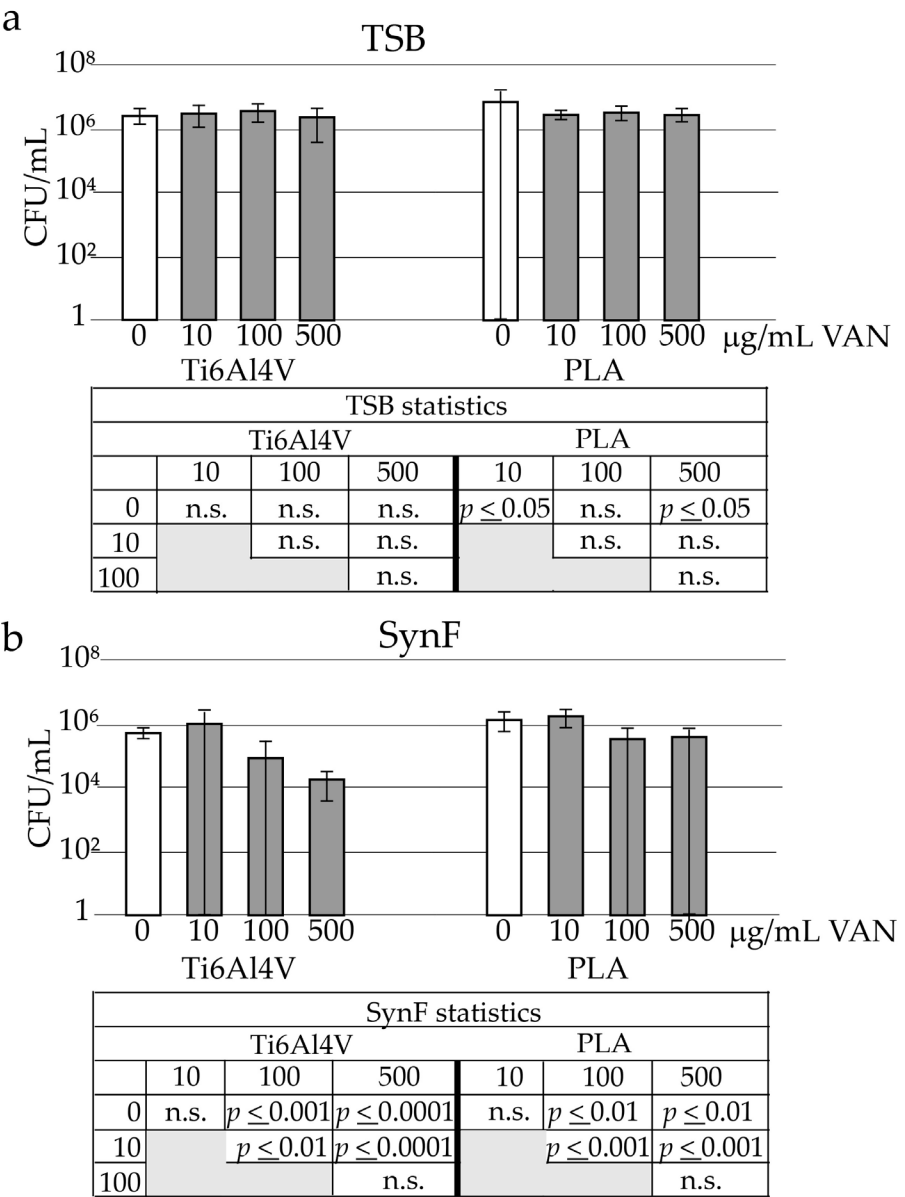 a
TSB
10⁸
10⁶
10⁴
10²
1
CFU/mL
0 10 100 500 0 10 100 500 µg/mL VAN
Ti6Al4V PLA
TSB statistics
Ti6Al4V PLA
10 100 500 10 100 500
0 n.s. n.s. n.s. p ≤ 0.05 n.s. p ≤ 0.05
10 n.s. n.s. n.s. n.s.
100 n.s. n.s.
b
SynF
10⁸
10⁶
10⁴
10²
1
CFU/mL
0 10 100 500 0 10 100 500 µg/mL VAN
Ti6Al4V PLA
SynF statistics
Ti6Al4V PLA
10 100 500 10 100 500
0 n.s. p ≤ 0.001 p ≤ 0.0001 n.s. p ≤ 0.01 p ≤ 0.01
10 p ≤ 0.01 p ≤ 0.0001 p ≤ 0.001 p ≤ 0.001
100 n.s. n.s.